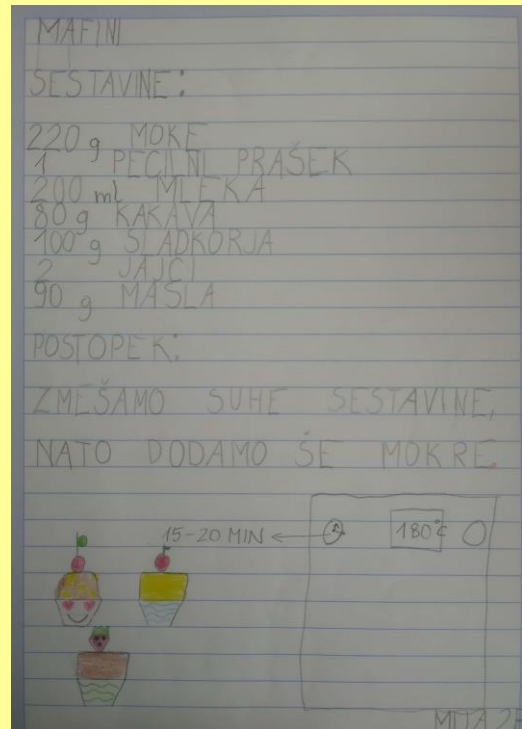 MAFINI
SESTAVINE:
220 g MOKE
1 PECILNI PRAŠEK
200 ml MLEKA
80 g KAKAVA
100 g SLADKORJA
2 JAJCI
90 g MASLA
POSTOPEK:
ZMEŠAMO SUHE SESTAVINE,
NATO DODAMO ŠE MOKRE.
15-20 MIN
180°C